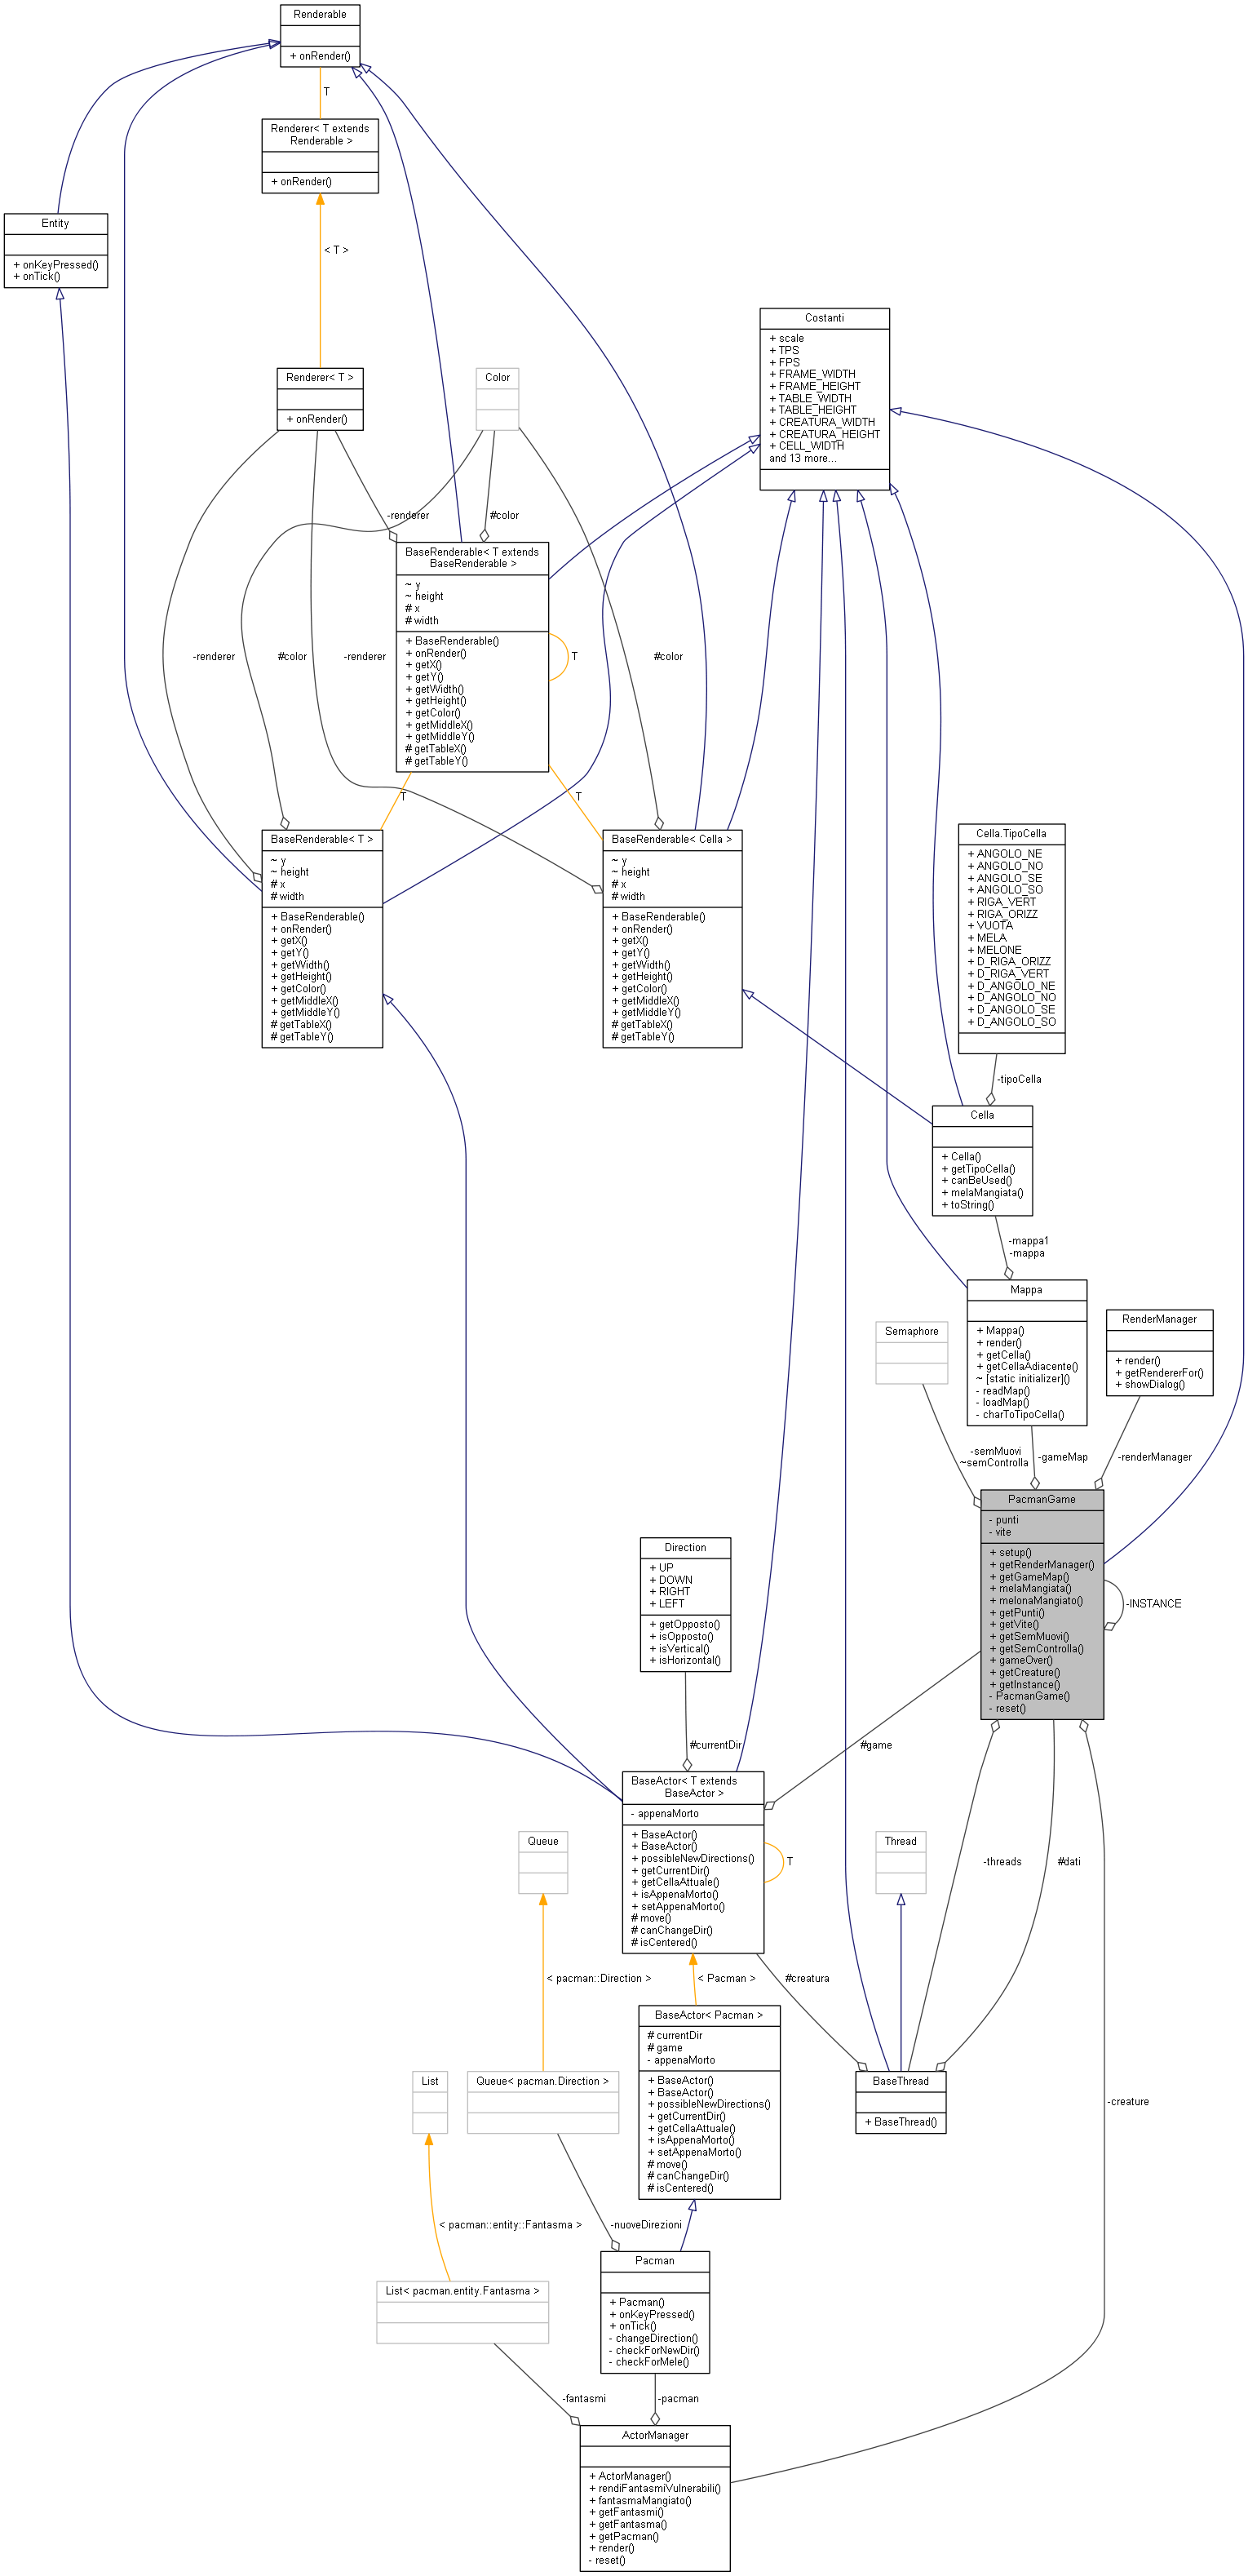 Renderable
+ onRender()
T
Renderer< T extends
Renderable >
+ onRender()
Entity
+ onKeyPressed()
+ onTick()
< T >
Costanti
+ scale
+ TPS
+ FPS
+ FRAME_WIDTH
+ FRAME_HEIGHT
+ TABLE_WIDTH
+ TABLE_HEIGHT
+ CREATURA_WIDTH
+ CREATURA_HEIGHT
+ CELL_WIDTH
and 13 more...
Renderer< T >
+ onRender()
Color
-renderer
#color
BaseRenderable< T extends
BaseRenderable >
~ y
~ height
# x
# width
+ BaseRenderable()
+ onRender()
+ getX()
+ getY()
+ getWidth()
+ getHeight()
+ getColor()
+ getMiddleX()
+ getMiddleY()
# getTableX()
# getTableY()
T
-renderer
#color
-renderer
#color
T
T
BaseRenderable< T >
~ y
~ height
# x
# width
+ BaseRenderable()
+ onRender()
+ getX()
+ getY()
+ getWidth()
+ getHeight()
+ getColor()
+ getMiddleX()
+ getMiddleY()
# getTableX()
# getTableY()
BaseRenderable< Cella >
~ y
~ height
# x
# width
+ BaseRenderable()
+ onRender()
+ getX()
+ getY()
+ getWidth()
+ getHeight()
+ getColor()
+ getMiddleX()
+ getMiddleY()
# getTableX()
# getTableY()
Cella.TipoCella
+ ANGOLO_NE
+ ANGOLO_NO
+ ANGOLO_SE
+ ANGOLO_SO
+ RIGA_VERT
+ RIGA_ORIZZ
+ VUOTA
+ MELA
+ MELONE
+ D_RIGA_ORIZZ
+ D_RIGA_VERT
+ D_ANGOLO_NE
+ D_ANGOLO_NO
+ D_ANGOLO_SE
+ D_ANGOLO_SO
-tipoCella
Cella
+ Cella()
+ getTipoCella()
+ canBeUsed()
+ melaMangiata()
+ toString()
-mappa1
-mappa
Mappa
+ Mappa()
+ render()
+ getCella()
+ getCellaAdiacente()
~ [static initializer]()
- readMap()
- loadMap()
- charToTipoCella()
Semaphore
RenderManager
+ render()
+ getRendererFor()
+ showDialog()
-semMuovi
~semControlla
-gameMap
-renderManager
PacmanGame
- punti
- vite
+ setup()
+ getRenderManager()
+ getGameMap()
+ melaMangiata()
+ melonaMangiato()
+ getPunti()
+ getVite()
+ getSemMuovi()
+ getSemControlla()
+ gameOver()
+ getCreature()
+ getInstance()
- PacmanGame()
- reset()
-INSTANCE
Direction
+ UP
+ DOWN
+ RIGHT
+ LEFT
+ getOpposto()
+ isOpposto()
+ isVertical()
+ isHorizontal()
#currentDir
#game
BaseActor< T extends
BaseActor >
- appenaMorto
+ BaseActor()
+ BaseActor()
+ possibleNewDirections()
+ getCurrentDir()
+ getCellaAttuale()
+ isAppenaMorto()
+ setAppenaMorto()
# move()
# canChangeDir()
# isCentered()
T
Queue
Thread
-threads
#dati
< pacman::Direction >
< Pacman >
#creatura
BaseActor< Pacman >
# currentDir
# game
- appenaMorto
+ BaseActor()
+ BaseActor()
+ possibleNewDirections()
+ getCurrentDir()
+ getCellaAttuale()
+ isAppenaMorto()
+ setAppenaMorto()
# move()
# canChangeDir()
# isCentered()
List
Queue< pacman.Direction >
BaseThread
+ BaseThread()
-creature
< pacman::entity::Fantasma >
-nuoveDirezioni
Pacman
+ Pacman()
+ onKeyPressed()
+ onTick()
- changeDirection()
- checkForNewDir()
- checkForMele()
List< pacman.entity.Fantasma >
-fantasmi
-pacman
ActorManager
+ ActorManager()
+ rendiFantasmiVulnerabili()
+ fantasmaMangiato()
+ getFantasmi()
+ getFantasma()
+ getPacman()
+ render()
- reset()